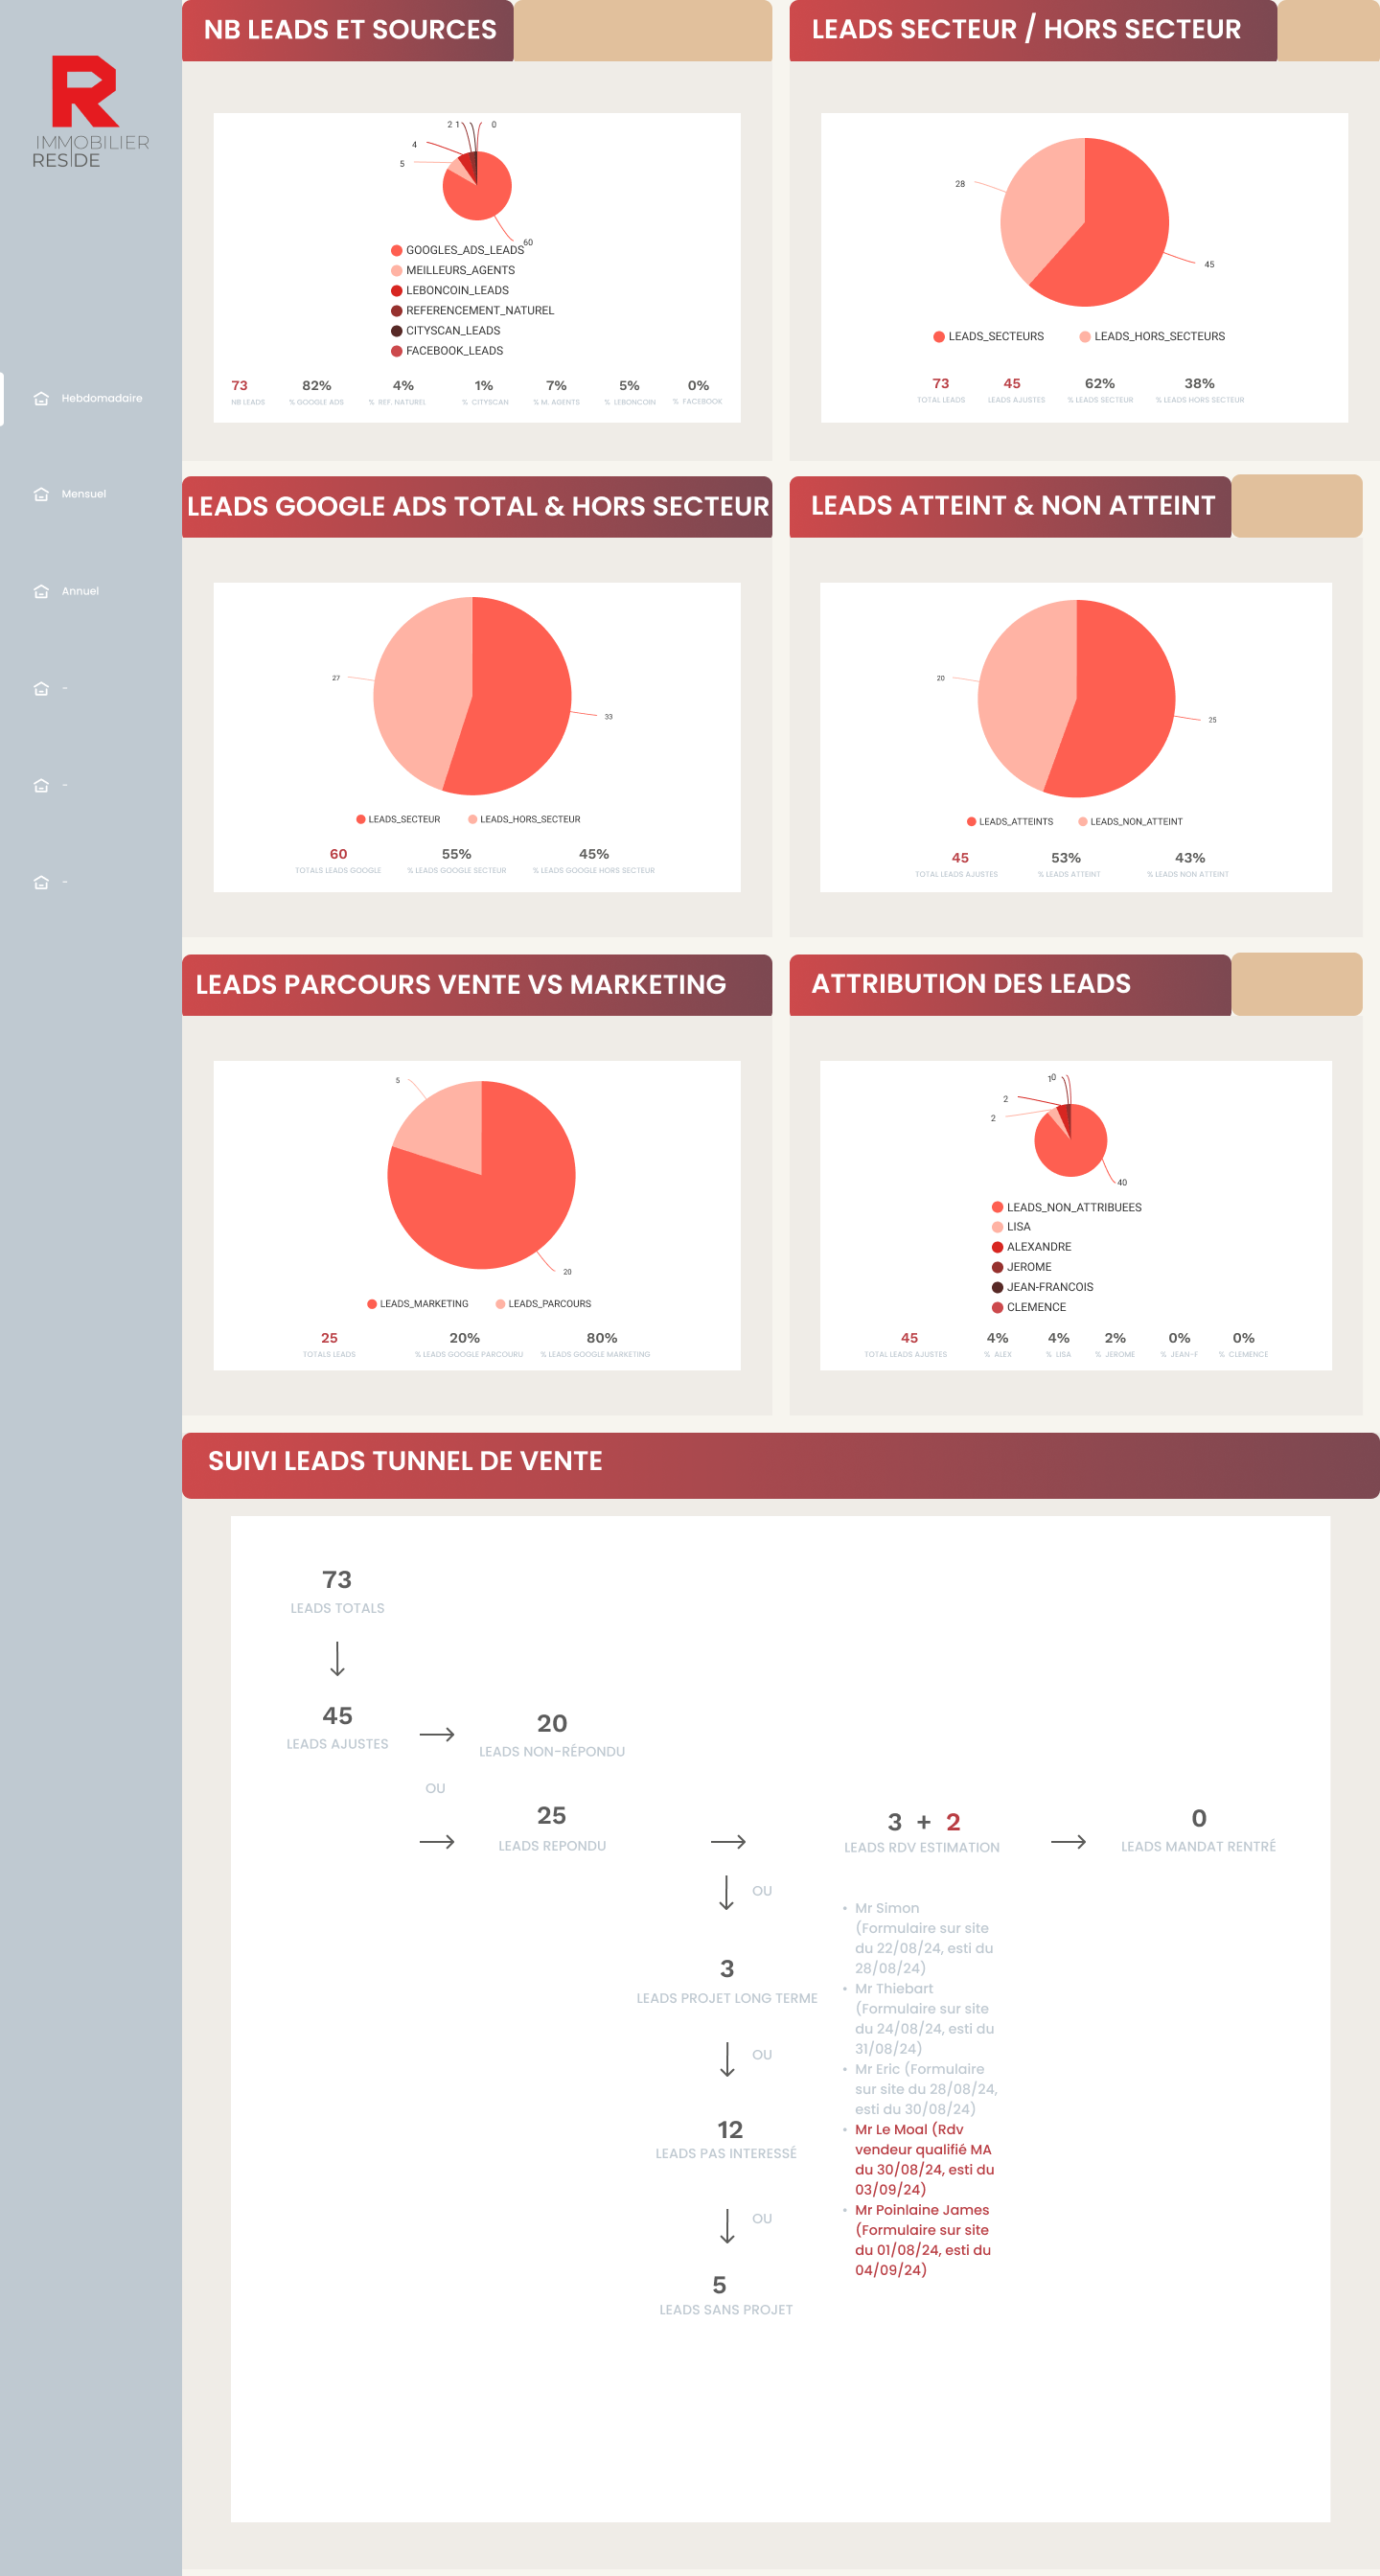 IMMOBILIER
RESIDE
Hebdomadaire
Mensuel
Annuel
-
-
-
NB LEADS ET SOURCES
2 1 0
4
5
60
GOOGLES_ADS_LEADS
MEILLEURS_AGENTS
LEBONCOIN_LEADS
REFERENCEMENT_NATUREL
CITYSCAN_LEADS
FACEBOOK_LEADS
73 82% 4% 1% 7% 5% 0%
NB LEADS % GOOGLE ADS % REF. NATUREL % CITYSCAN % M. AGENTS % LEBONCOIN % FACEBOOK
LEADS SECTEUR / HORS SECTEUR
28
45
LEADS_SECTEURS LEADS_HORS_SECTEURS
73 45 62% 38%
TOTAL LEADS LEADS AJUSTES % LEADS SECTEUR % LEADS HORS SECTEUR
LEADS GOOGLE ADS TOTAL & HORS SECTEUR
27
33
LEADS_SECTEUR LEADS_HORS_SECTEUR
60 55% 45%
TOTALS LEADS GOOGLE % LEADS GOOGLE SECTEUR % LEADS GOOGLE HORS SECTEUR
LEADS ATTEINT & NON ATTEINT
20
25
LEADS_ATTEINTS LEADS_NON_ATTEINT
45 53% 43%
TOTAL LEADS AJUSTES % LEADS ATTEINT % LEADS NON ATTEINT
LEADS PARCOURS VENTE VS MARKETING
5
20
LEADS_MARKETING LEADS_PARCOURS
25 20% 80%
TOTALS LEADS % LEADS GOOGLE PARCOURU % LEADS GOOGLE MARKETING
ATTRIBUTION DES LEADS
1 0
2
2
40
LEADS_NON_ATTRIBUEES
LISA
ALEXANDRE
JEROME
JEAN-FRANCOIS
CLEMENCE
45 4% 4% 2% 0% 0%
TOTAL LEADS AJUSTES % ALEX % LISA % JEROME % JEAN-F % CLEMENCE
SUIVI LEADS TUNNEL DE VENTE
73
LEADS TOTALS
45
LEADS AJUSTES
20
LEADS NON-RÉPONDU
OU
25
LEADS REPONDU
3 + 2
LEADS RDV ESTIMATION
0
LEADS MANDAT RENTRÉ
OU
3
LEADS PROJET LONG TERME
OU
12
LEADS PAS INTERESSÉ
OU
5
LEADS SANS PROJET
• Mr Simon
(Formulaire sur site
du 22/08/24, esti du
28/08/24)
• Mr Thiebart
(Formulaire sur site
du 24/08/24, esti du
31/08/24)
• Mr Eric (Formulaire
sur site du 28/08/24,
esti du 30/08/24)
• Mr Le Moal (Rdv
vendeur qualifié MA
du 30/08/24, esti du
03/09/24)
• Mr Poinlaine James
(Formulaire sur site
du 01/08/24, esti du
04/09/24)